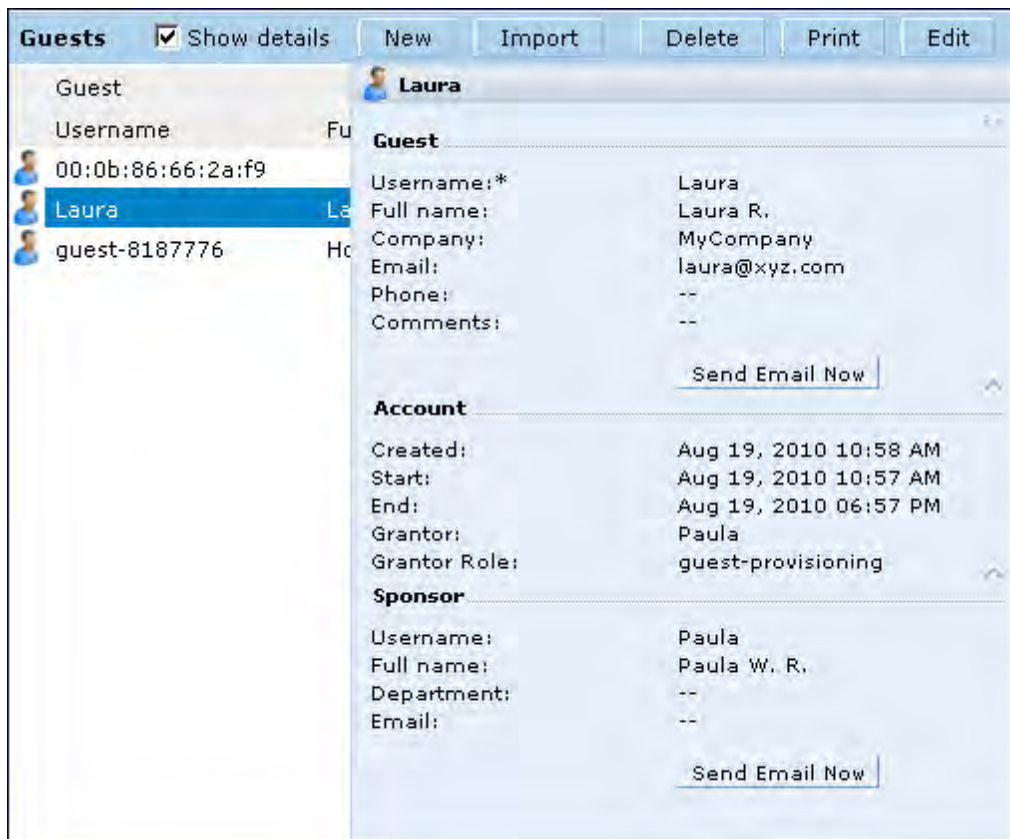 Guests Show details New Import Delete Print Edit
Guest
Username Fu
00:0b:86:66:2a:f9
Laura La
guest-8187776 Ho
Laura
Guest
Username:* Laura
Full name: Laura R.
Company: MyCompany
Email: laura@xyz.com
Phone: --
Comments: --
Send Email Now
Account
Created: Aug 19, 2010 10:58 AM
Start: Aug 19, 2010 10:57 AM
End: Aug 19, 2010 06:57 PM
Grantor: Paula
Grantor Role: guest-provisioning
Sponsor
Username: Paula
Full name: Paula W. R.
Department: --
Email: --
Send Email Now